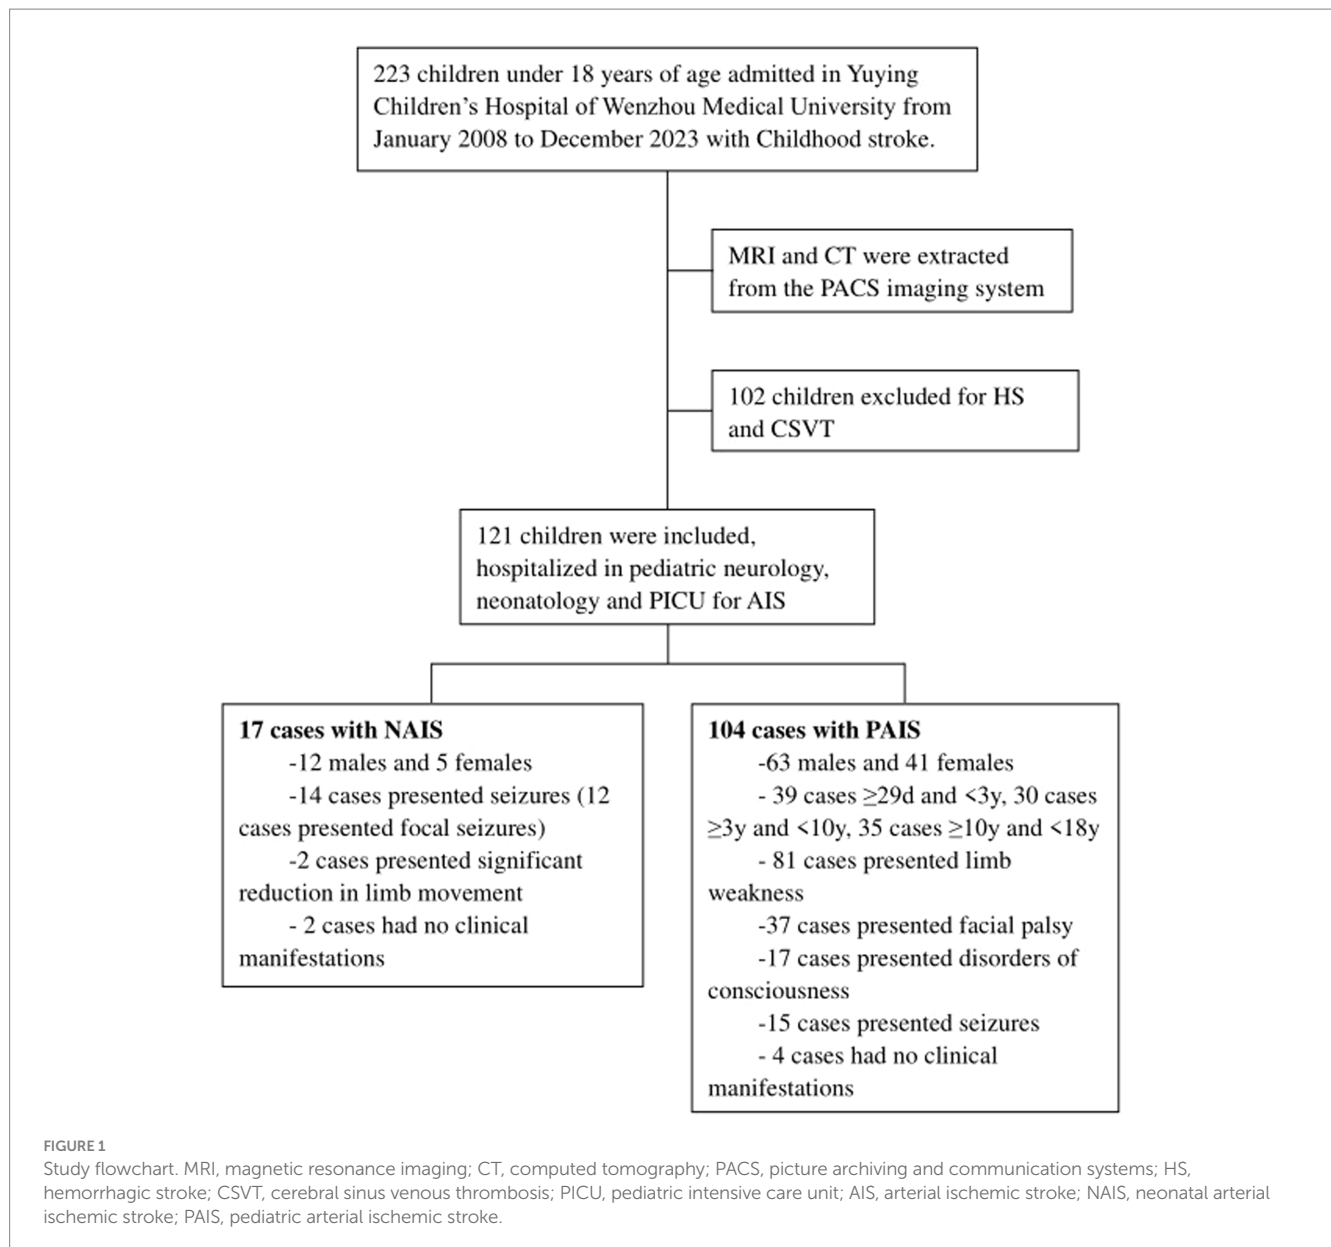 223 children under 18 years of age admitted in Yuying
Children’s Hospital of Wenzhou Medical University from
January 2008 to December 2023 with Childhood stroke.
MRI and CT were extracted
from the PACS imaging system
102 children excluded for HS
and CSVT
121 children were included,
hospitalized in pediatric neurology,
neonatology and PICU for AIS
17 cases with NAIS
-12 males and 5 females
-14 cases presented seizures (12
cases presented focal seizures)
-2 cases presented significant
reduction in limb movement
- 2 cases had no clinical
manifestations
104 cases with PAIS
-63 males and 41 females
- 39 cases ≥29d and <3y, 30 cases
≥3y and <10y, 35 cases ≥10y and <18y
- 81 cases presented limb
weakness
-37 cases presented facial palsy
-17 cases presented disorders of
consciousness
-15 cases presented seizures
- 4 cases had no clinical
manifestations
FIGURE 1
Study flowchart. MRI, magnetic resonance imaging; CT, computed tomography; PACS, picture archiving and communication systems; HS,
hemorrhagic stroke; CSVT, cerebral sinus venous thrombosis; PICU, pediatric intensive care unit; AIS, arterial ischemic stroke; NAIS, neonatal arterial
ischemic stroke; PAIS, pediatric arterial ischemic stroke.